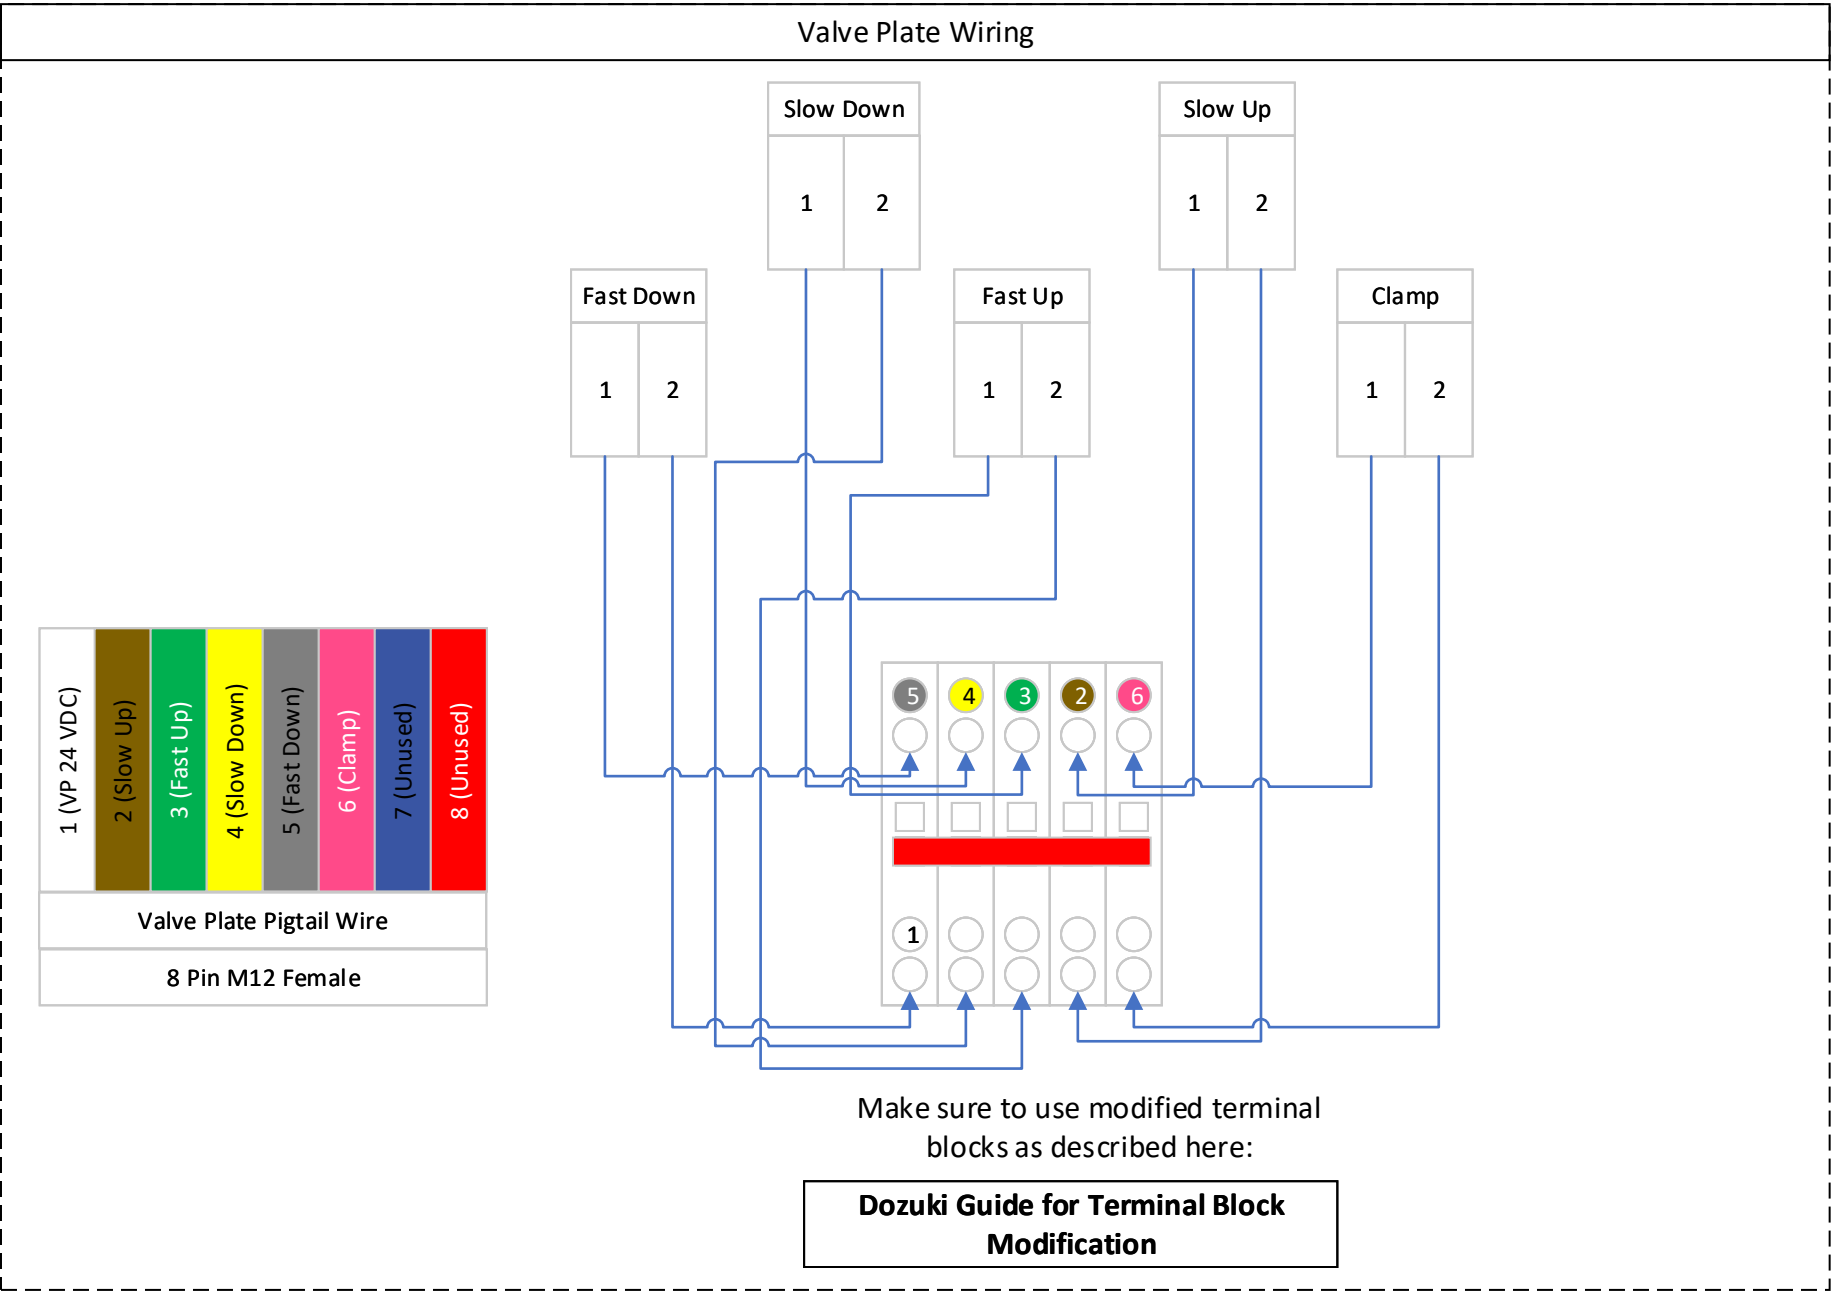 Valve Plate Wiring
Slow Down
1 2
Slow Up
1 2
Fast Down
1 2
Fast Up
1 2
Clamp
1 2
1 (VP 24 VDC)
2 (Slow Up)
3 (Fast Up)
4 (Slow Down)
5 (Fast Down)
6 (Clamp)
7 (Unused)
8 (Unused)
Valve Plate Pigtail Wire
8 Pin M12 Female
5 4 3 2 6
1
Make sure to use modified terminal
blocks as described here:
Dozuki Guide for Terminal Block
Modification